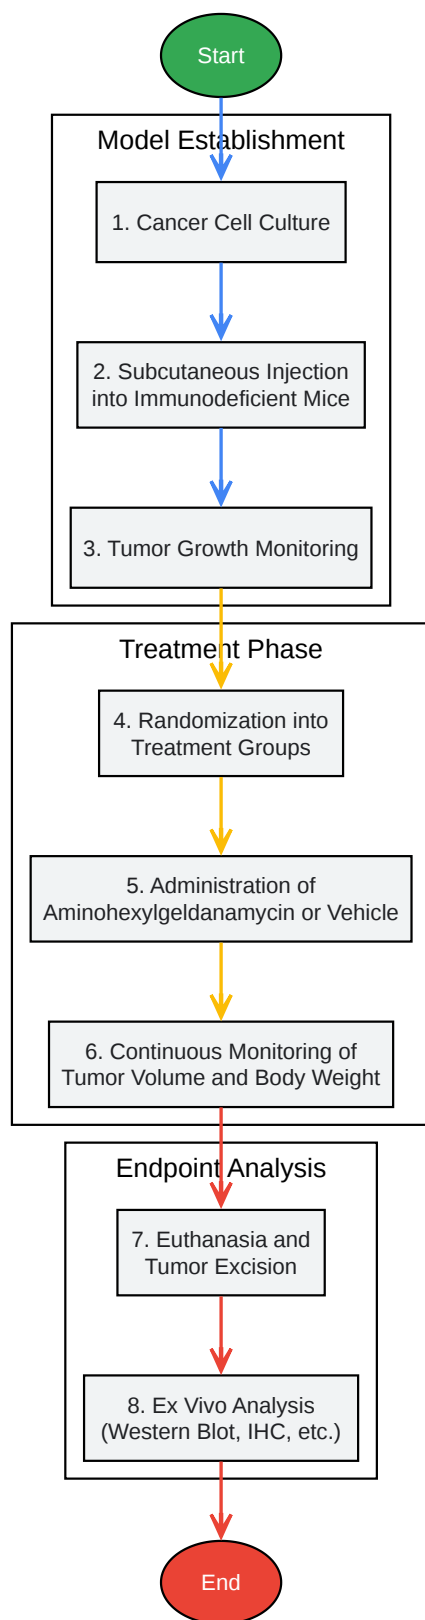 Start
Model Establishment
1. Cancer Cell Culture
2. Subcutaneous Injection
into Immunodeficient Mice
3. Tumor Growth Monitoring
Treatment Phase
4. Randomization into
Treatment Groups
5. Administration of
Aminohexylgeldanamycin or Vehicle
6. Continuous Monitoring of
Tumor Volume and Body Weight
Endpoint Analysis
7. Euthanasia and
Tumor Excision
8. Ex Vivo Analysis
(Western Blot, IHC, etc.)
End